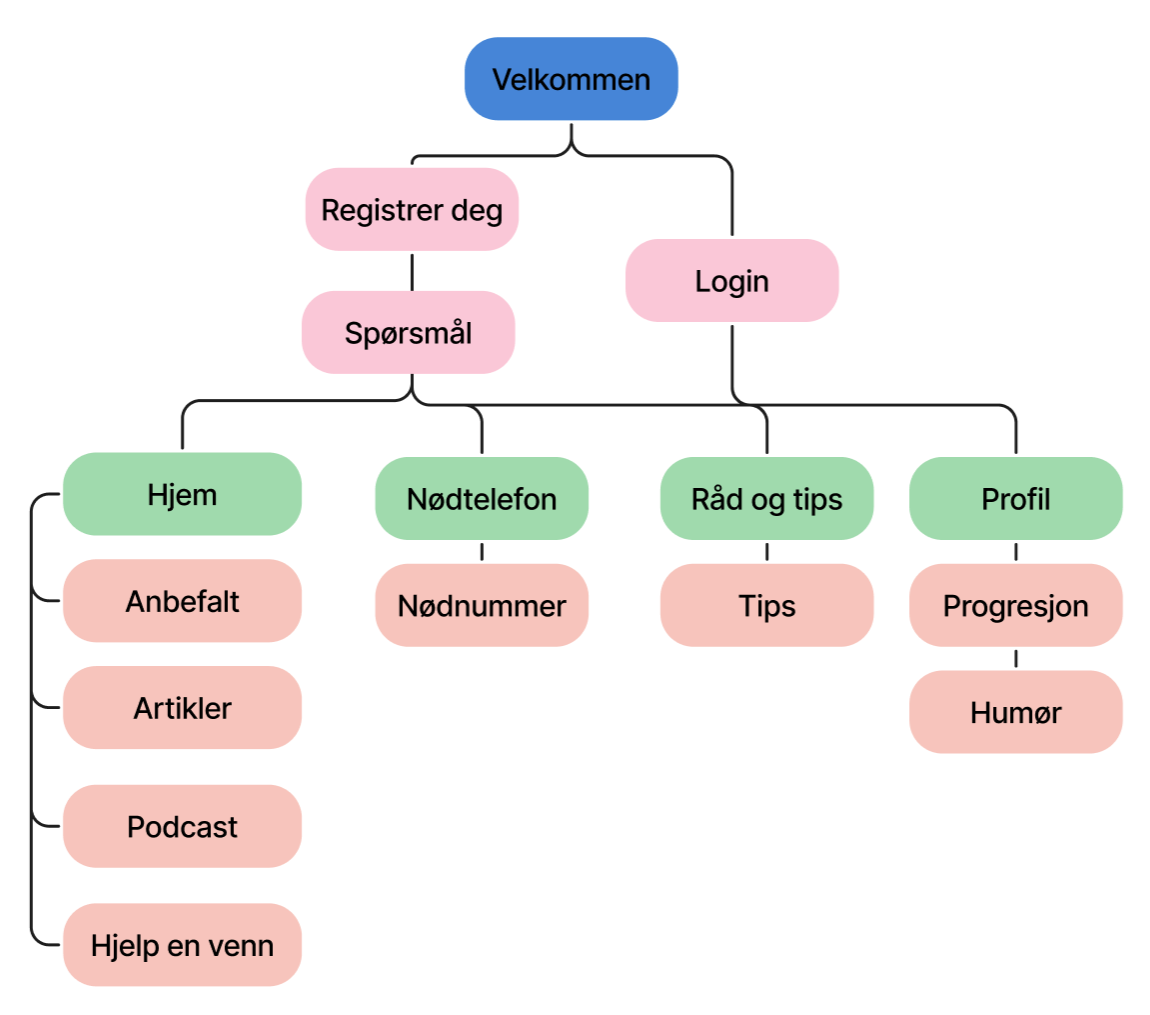 Velkommen
Registrer deg
Login
Spørsmål
Hjem
Nødtelefon
Råd og tips
Profil
Anbefalt
Nødnummer
Tips
Progresjon
Artikler
Humør
Podcast
Hjelp en venn